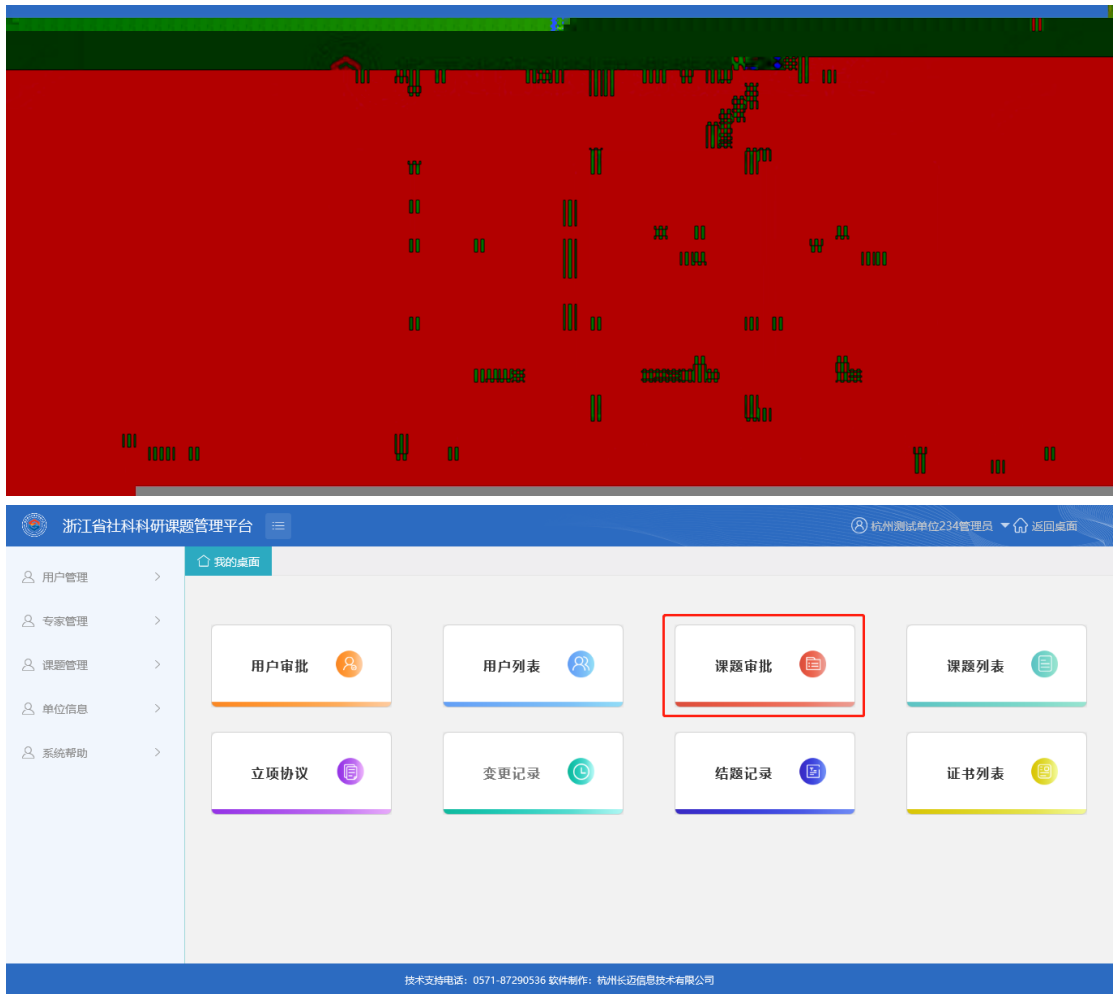 浙江省社科科研课题管理平台
杭州测试单位234管理员 返回桌面
我的桌面
用户管理
专家管理
课题管理
单位信息
系统帮助
用户审批
用户列表
课题审批
课题列表
立项协议
变更记录
结题记录
证书列表
技术支持电话：0571-87290536 软件制作：杭州长迈信息技术有限公司